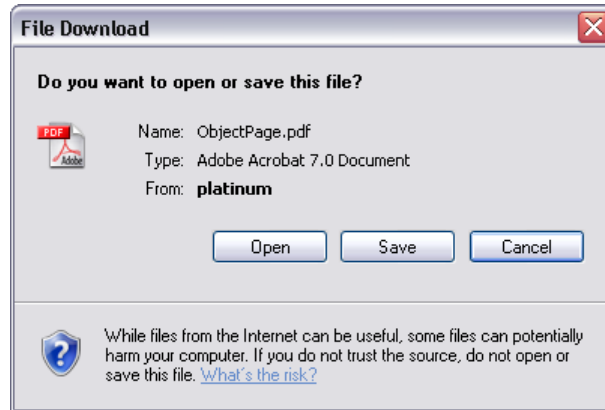 File Download
Do you want to open or save this file?
PDF
Adobe
Name: ObjectPage.pdf
Type: Adobe Acrobat 7.0 Document
From: platinum
Open Save Cancel
While files from the Internet can be useful, some files can potentially
harm your computer. If you do not trust the source, do not open or
save this file. What's the risk?